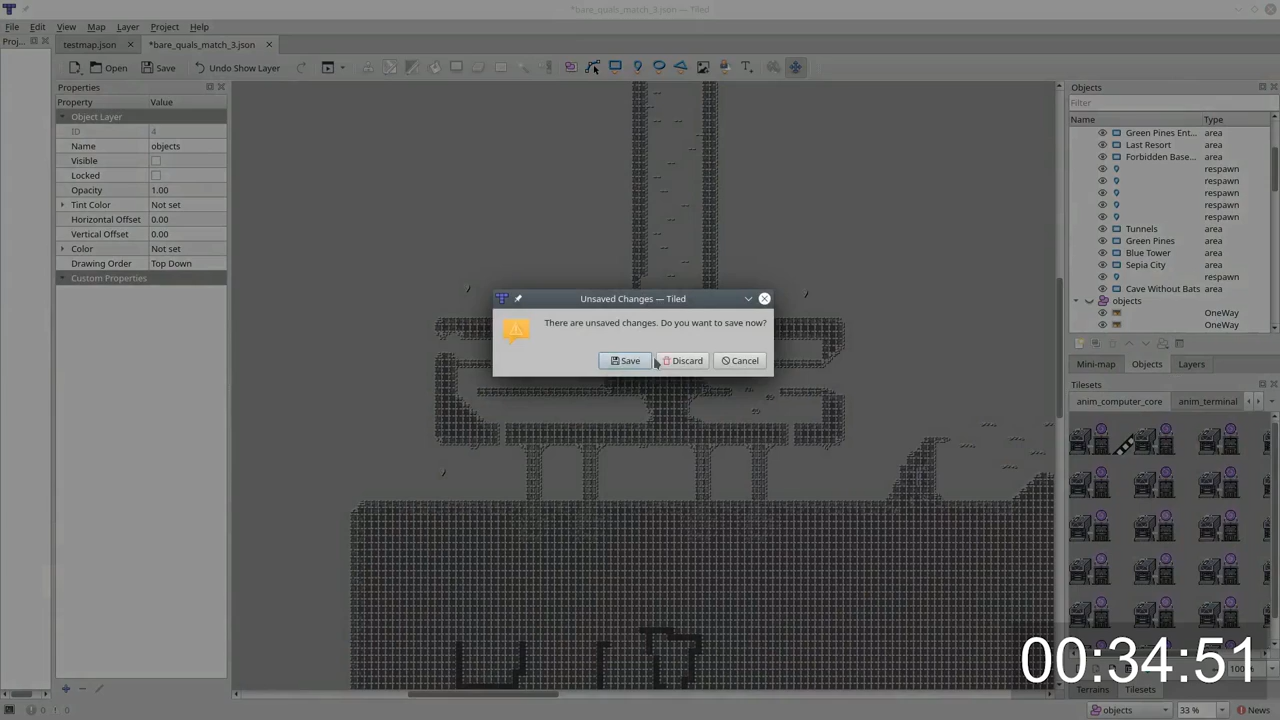 *bare_quals_match_3.json — Tiled
File Edit View Map Layer Project Help
Proj...
testmap.json
*bare_quals_match_3.json
Open Save Undo Show Layer
Properties
Property Value
Object Layer
ID 4
Name objects
Visible
Locked
Opacity 1.00
Tint Color Not set
Horizontal Offset 0.00
Vertical Offset 0.00
Color Not set
Drawing Order Top Down
Custom Properties
Unsaved Changes — Tiled
There are unsaved changes. Do you want to save now?
Save Discard Cancel
Objects
Filter
Name Type
Green Pines Ent... area
Last Resort area
Forbidden Base... area
respawn
respawn
respawn
respawn
respawn
Tunnels area
Green Pines area
Blue Tower area
Sepia City area
respawn
Cave Without Bats area
objects
OneWay
OneWay
Mini-map Objects Layers
Tilesets
anim_computer_core anim_terminal
00:34:51
Terrains Tilesets
0 0
objects 33 % News